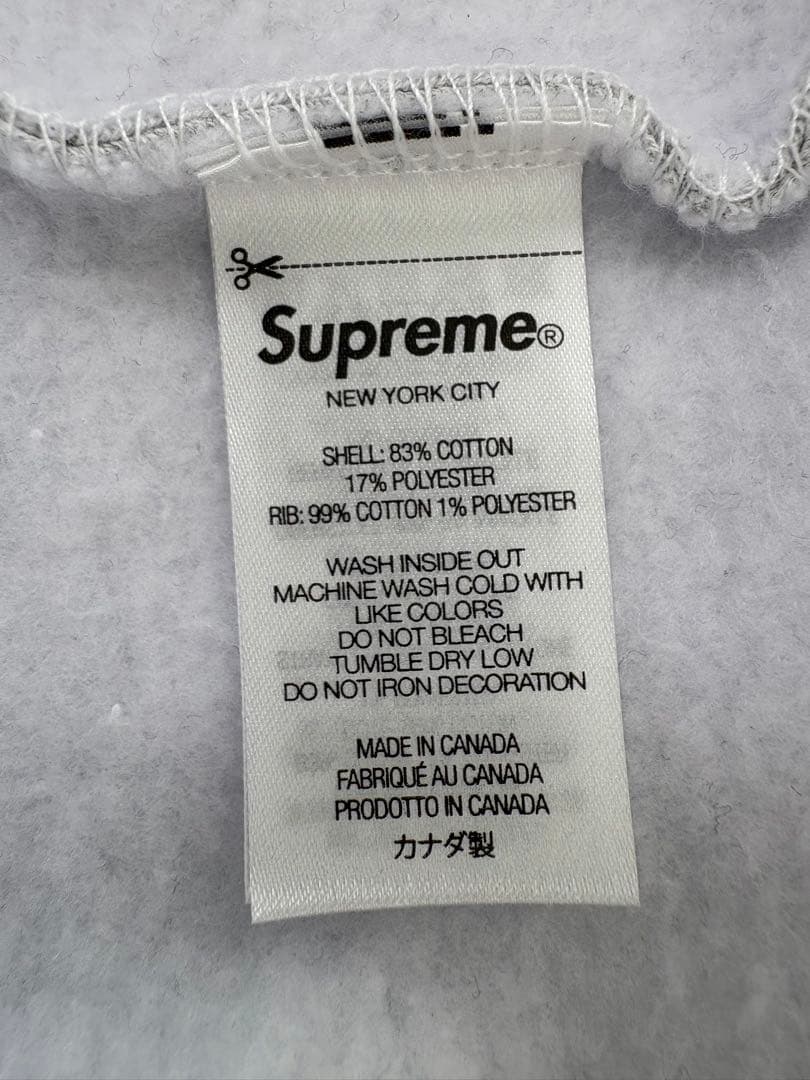 Supreme®
NEW YORK CITY
SHELL: 83% COTTON
17% POLYESTER
RIB: 99% COTTON 1% POLYESTER
WASH INSIDE OUT
MACHINE WASH COLD WITH
LIKE COLORS
DO NOT BLEACH
TUMBLE DRY LOW
DO NOT IRON DECORATION
MADE IN CANADA
FABRIQUÉ AU CANADA
PRODOTTO IN CANADA
カナダ製